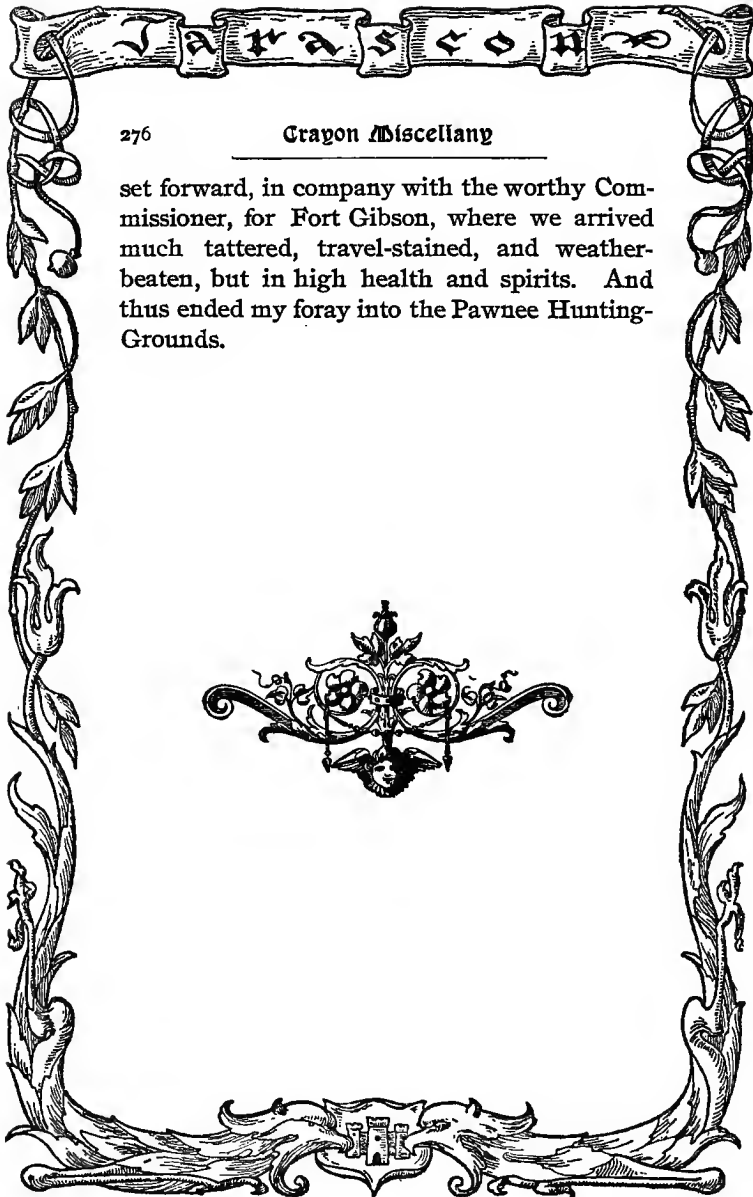 Tarascon
276 Crayon Miscellany
set forward, in company with the worthy Com-
missioner, for Fort Gibson, where we arrived
much tattered, travel-stained, and weather-
beaten, but in high health and spirits. And
thus ended my foray into the Pawnee Hunting-
Grounds.